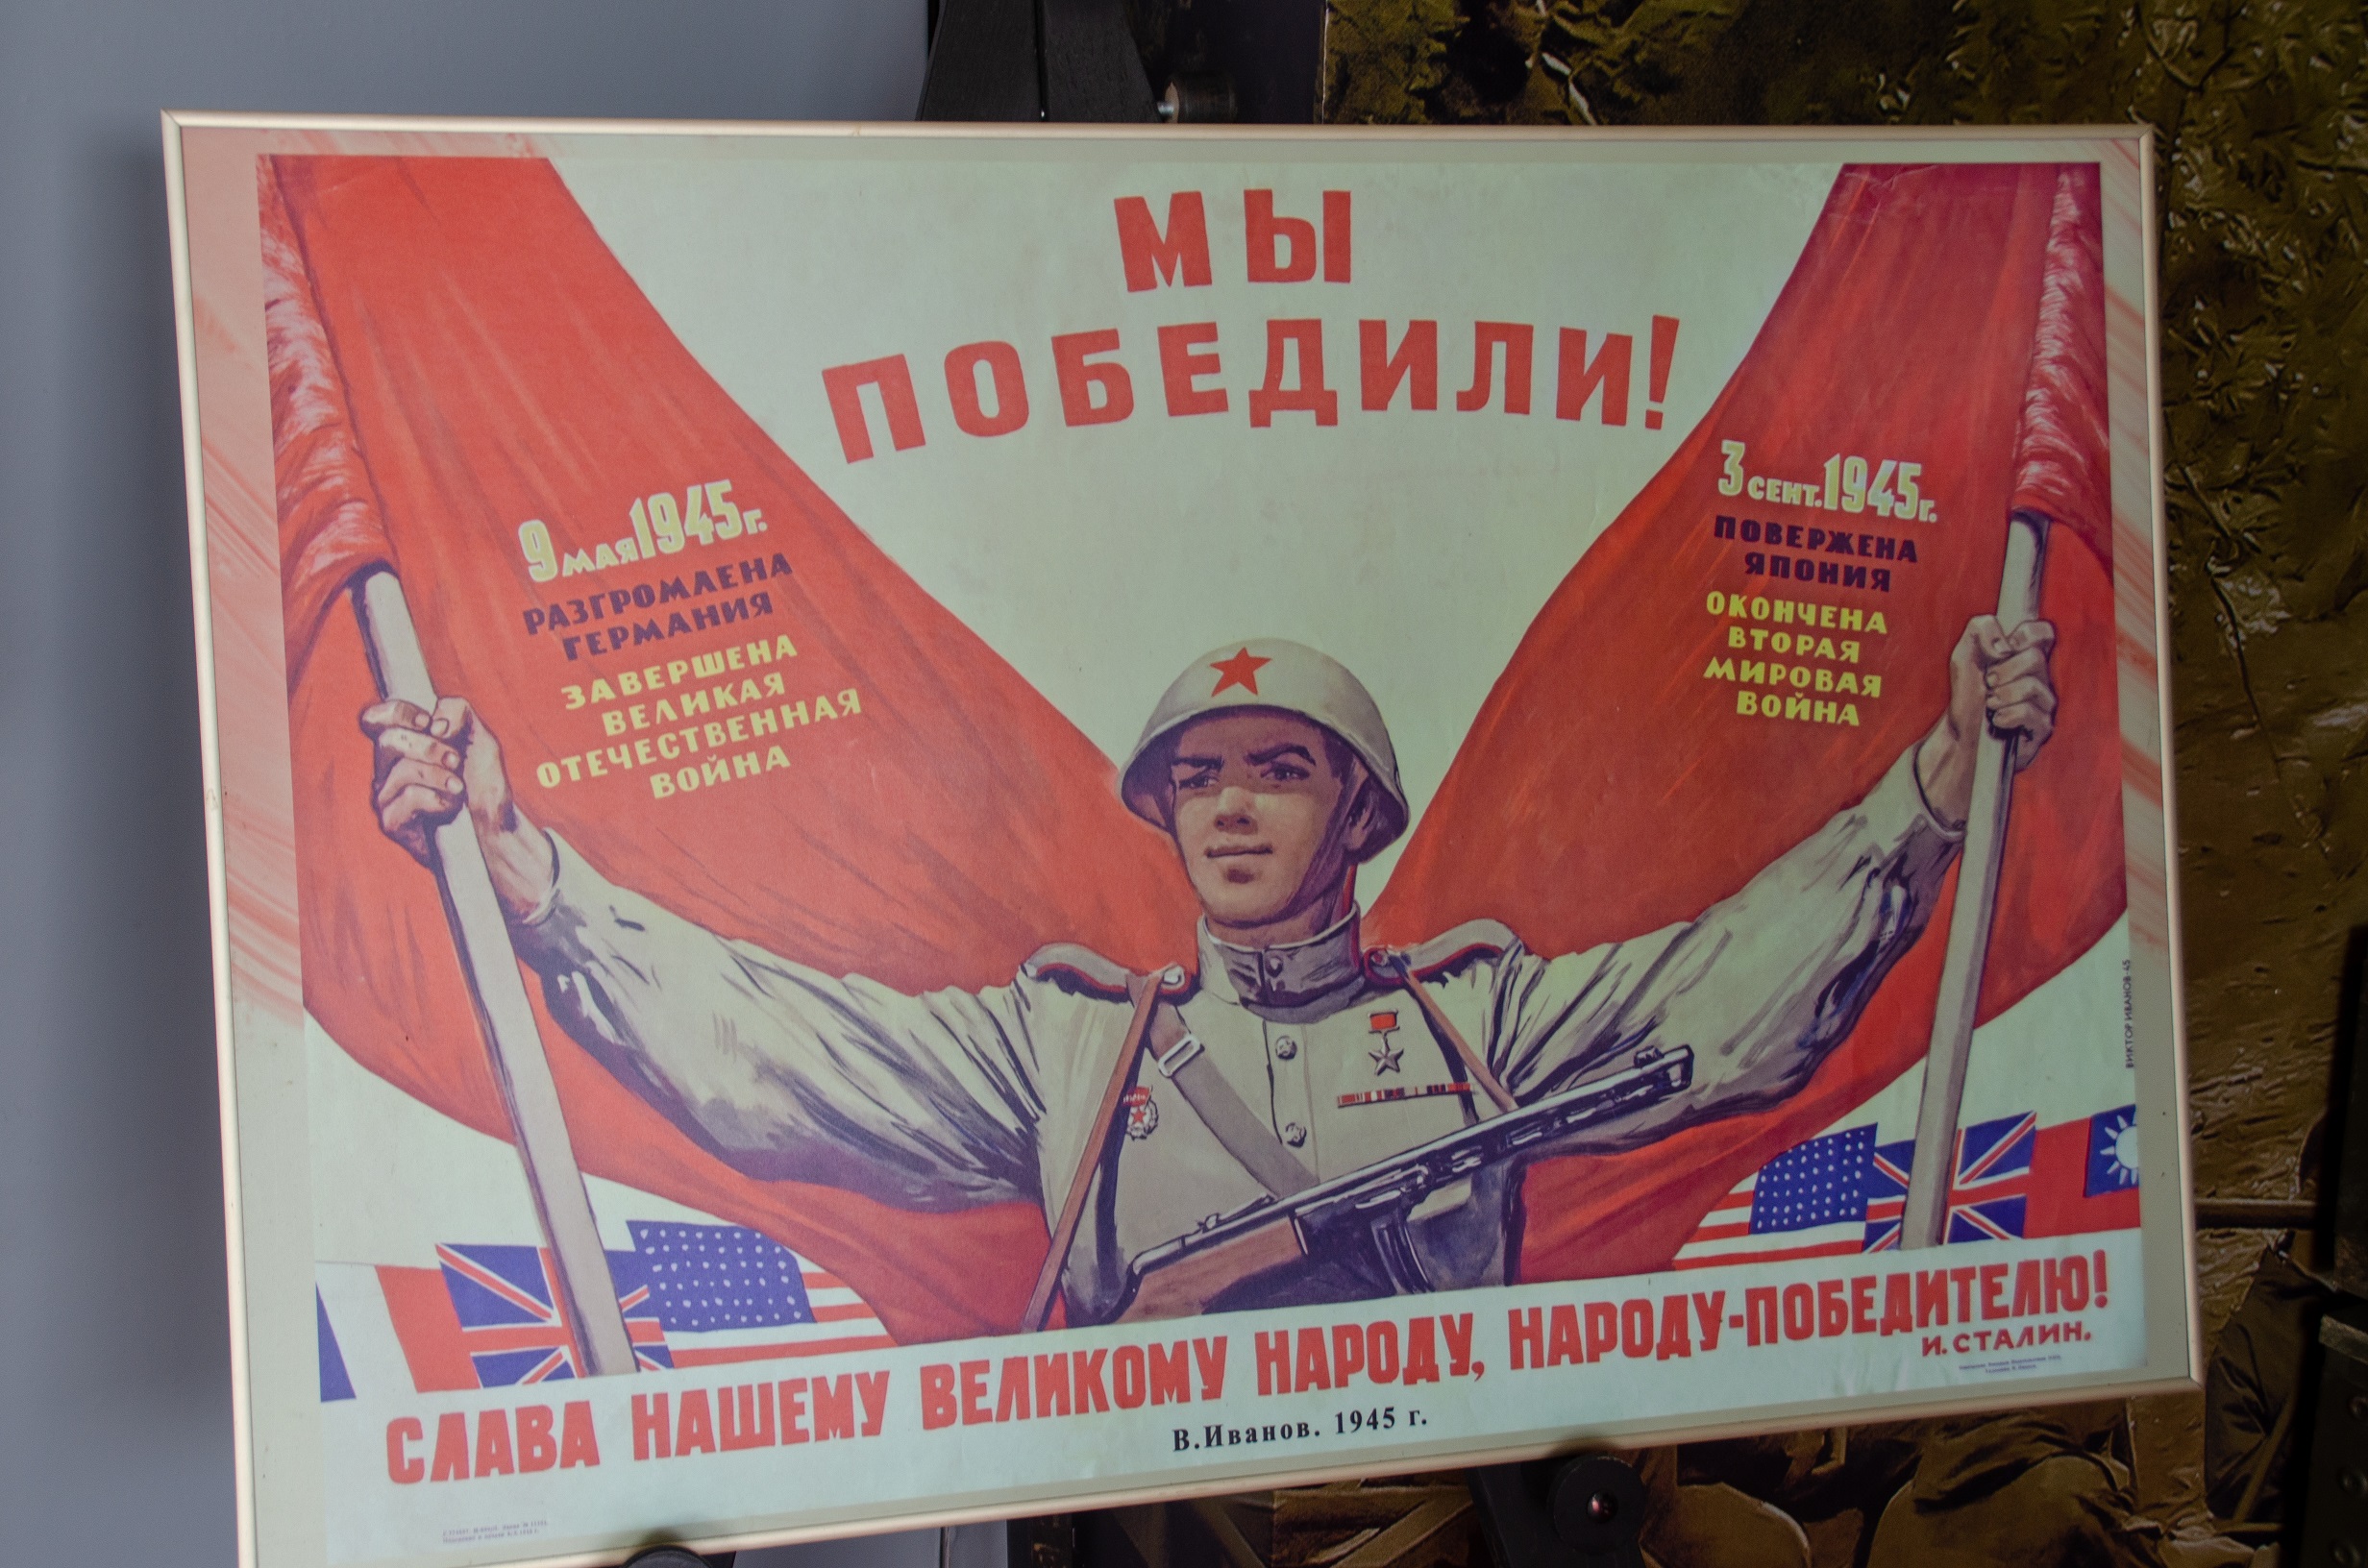 МЫ
ПОБЕДИЛИ!
9 МАЯ 1945 г.
РАЗГРОМЛЕНА
ГЕРМАНИЯ
ЗАВЕРШЕНА
ВЕЛИКАЯ
ОТЕЧЕСТВЕННАЯ
ВОЙНА
3 СЕНТ. 1945 г.
ПОВЕРЖЕНА
ЯПОНИЯ
ОКОНЧЕНА
ВТОРАЯ
МИРОВАЯ
ВОЙНА
ВИКТОР ИВАНОВ-45
СЛАВА НАШЕМУ ВЕЛИКОМУ НАРОДУ, НАРОДУ-ПОБЕДИТЕЛЮ!
И. СТАЛИН.
В.Иванов. 1945 г.